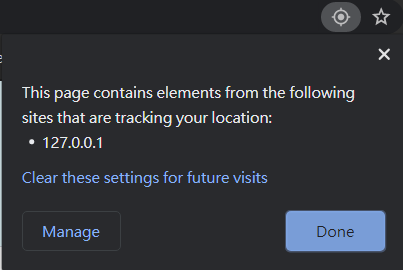 This page contains elements from the following
sites that are tracking your location:
• 127.0.0.1
Clear these settings for future visits
Manage
Done